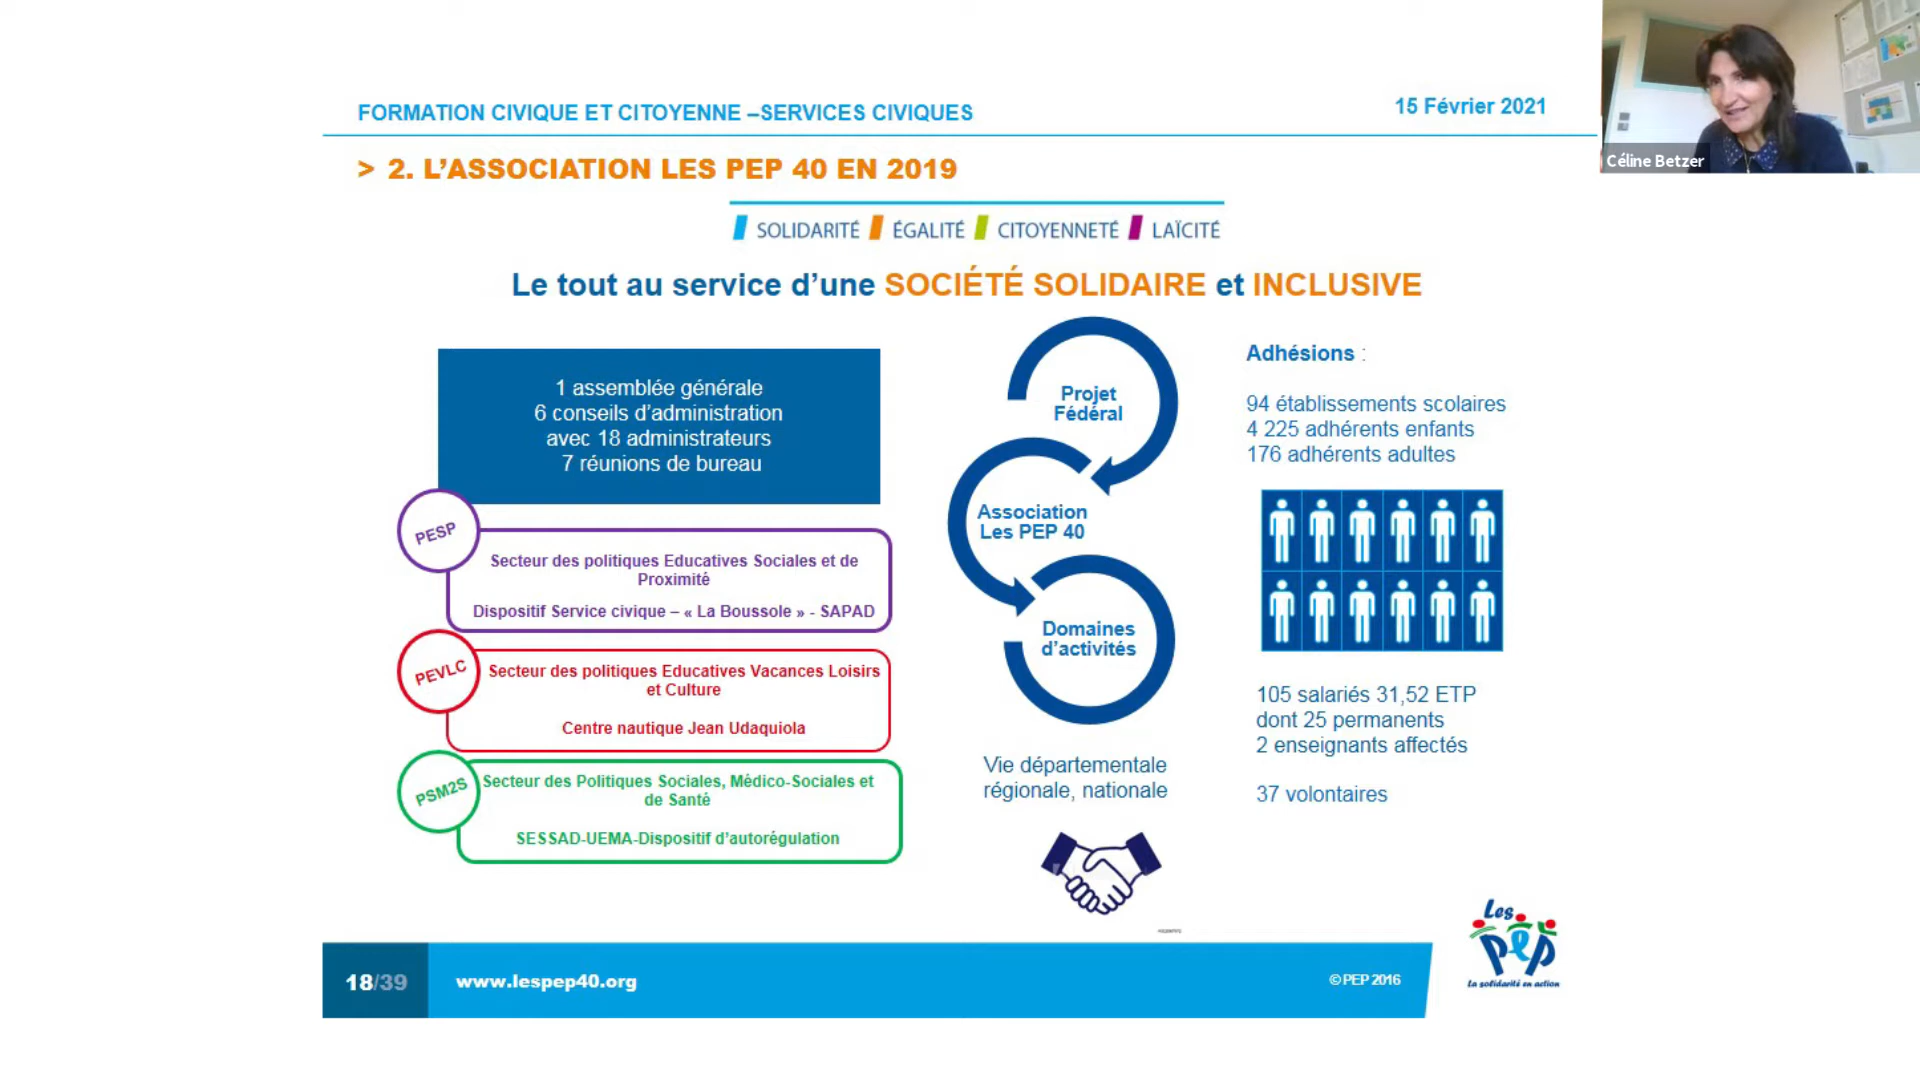 FORMATION CIVIQUE ET CITOYENNE –SERVICES CIVIQUES
15 Février 2021
Céline Betzer
> 2. L’ASSOCIATION LES PEP 40 EN 2019
SOLIDARITÉ ÉGALITÉ CITOYENNETÉ LAÏCITÉ
Le tout au service d’une SOCIÉTÉ SOLIDAIRE et INCLUSIVE
1 assemblée générale
6 conseils d’administration
avec 18 administrateurs
7 réunions de bureau
PESP
Secteur des politiques Educatives Sociales et de
Proximité
Dispositif Service civique – « La Boussole » - SAPAD
PEVLC
Secteur des politiques Educatives Vacances Loisirs
et Culture
Centre nautique Jean Udaquiola
PSM2S
Secteur des Politiques Sociales, Médico-Sociales et
de Santé
SESSAD-UEMA-Dispositif d’autorégulation
Projet
Fédéral
Association
Les PEP 40
Domaines
d’activités
Vie départementale
régionale, nationale
Adhésions :
94 établissements scolaires
4 225 adhérents enfants
176 adhérents adultes
105 salariés 31,52 ETP
dont 25 permanents
2 enseignants affectés
37 volontaires
18/39
www.lespep40.org
© PEP 2016
Les
PEP
La solidarité en action